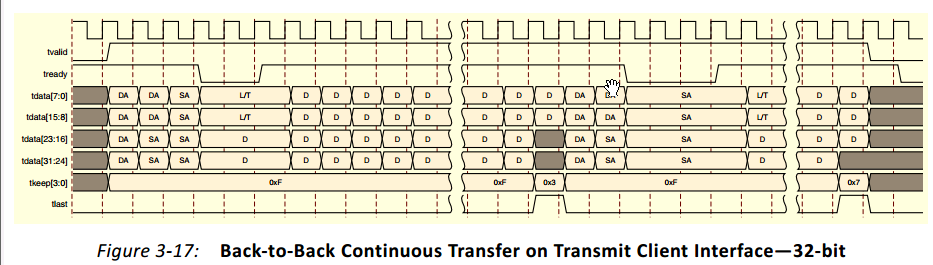 tvalid
tready
tdata[7:0] DA DA SA L/T D D D D D D D D DA DA SA L/T D D
tdata[15:8] DA DA SA L/T D D D D D D D D DA DA SA L/T D D
tdata[23:16] DA SA SA D D D D D D D D DA SA SA D D D
tdata[31:24] DA SA SA D D D D D D D D DA SA SA D D
tkeep[3:0] 0xF 0xF 0x3 0xF 0x7
tlast
Figure 3-17: Back-to-Back Continuous Transfer on Transmit Client Interface—32-bit